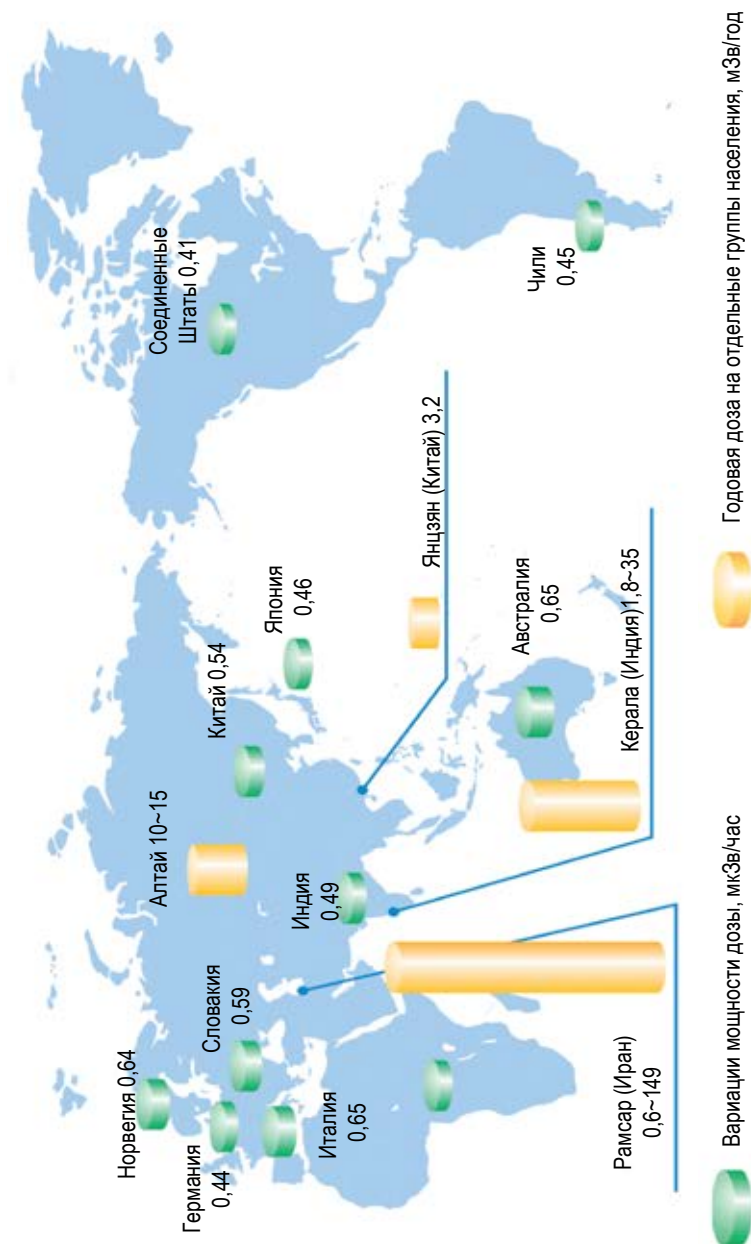 Норвегия 0,64
Германия
0,44
Словакия
0,59
Италия
0,65
Алтай 10~15
Китай 0,54
Япония
0,46
Индия
0,49
Соединенные
Штаты 0,41
Янцзян (Китай) 3,2
Австралия
0,65
Чили
0,45
Керала (Индия)1,8~35
Рамсар (Иран)
0,6~149
Вариации мощности дозы, мкЗв/час
Годовая доза на отдельные группы населения, мЗв/год